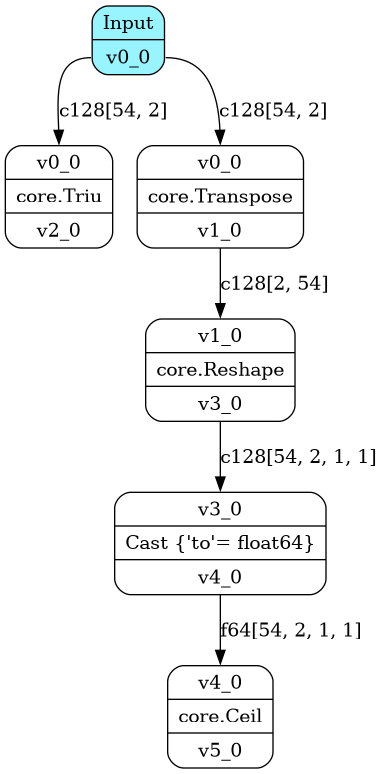 Input
v0_0
c128[54, 2]
c128[54, 2]
v0_0
core.Triu
v2_0
v0_0
core.Transpose
v1_0
c128[2, 54]
v1_0
core.Reshape
v3_0
c128[54, 2, 1, 1]
v3_0
Cast {'to'= float64}
v4_0
f64[54, 2, 1, 1]
v4_0
core.Ceil
v5_0